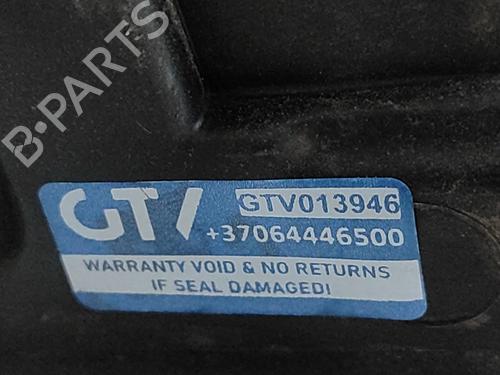 B-PARTS
GTV GTV013946
+37064446500
WARRANTY VOID & NO RETURNS
IF SEAL DAMAGED!